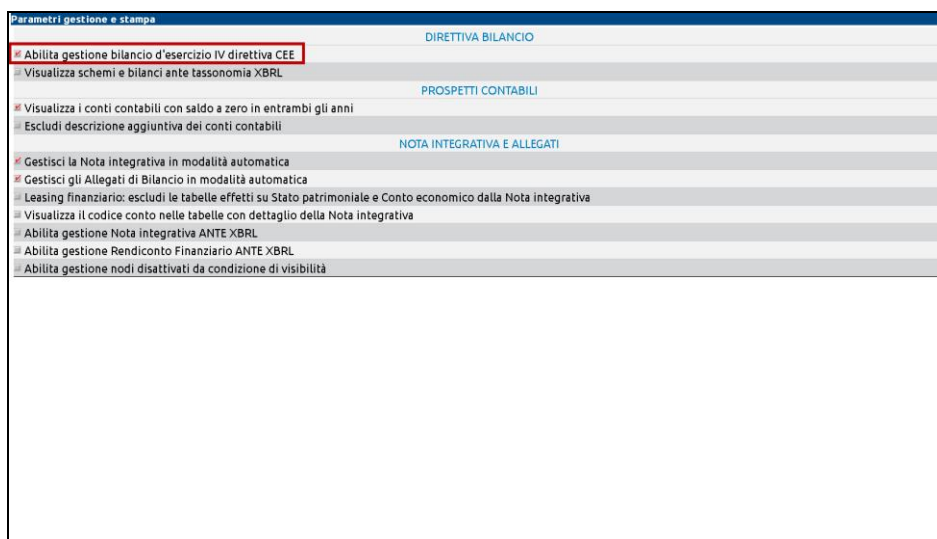 Parametri gestione e stampa
DIRETTIVA BILANCIO
Abilita gestione bilancio d'esercizio IV direttiva CEE
Visualizza schemi e bilanci ante tassonomia XBRL
PROSPETTI CONTABILI
Visualizza i conti contabili con saldo a zero in entrambi gli anni
Escludi descrizione aggiuntiva dei conti contabili
NOTA INTEGRATIVA E ALLEGATI
Gestisci la Nota integrativa in modalità automatica
Gestisci gli Allegati di Bilancio in modalità automatica
Leasing finanziario: escludi le tabelle effetti su Stato patrimoniale e Conto economico dalla Nota integrativa
Visualizza il codice conto nelle tabelle con dettaglio della Nota integrativa
Abilita gestione Nota integrativa ANTE XBRL
Abilita gestione Rendiconto Finanziario ANTE XBRL
Abilita gestione nodi disattivati da condizione di visibilità